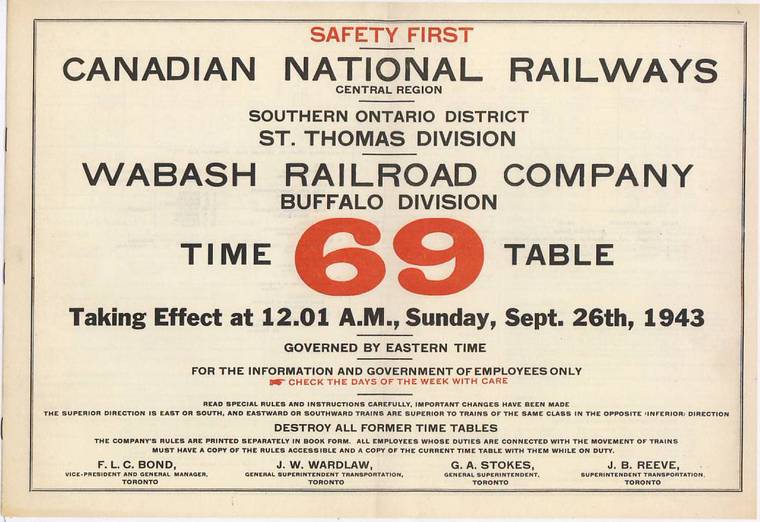 SAFETY FIRST
CANADIAN NATIONAL RAILWAYS
CENTRAL REGION
SOUTHERN ONTARIO DISTRICT
ST. THOMAS DIVISION
WABASH RAILROAD COMPANY
BUFFALO DIVISION
TIME 69 TABLE
Taking Effect at 12.01 A.M., Sunday, Sept. 26th, 1943
GOVERNED BY EASTERN TIME
FOR THE INFORMATION AND GOVERNMENT OF EMPLOYEES ONLY
☛ CHECK THE DAYS OF THE WEEK WITH CARE
READ SPECIAL RULES AND INSTRUCTIONS CAREFULLY, IMPORTANT CHANGES HAVE BEEN MADE
THE SUPERIOR DIRECTION IS EAST OR SOUTH, AND EASTWARD OR SOUTHWARD TRAINS ARE SUPERIOR TO TRAINS OF THE SAME CLASS IN THE OPPOSITE (INFERIOR) DIRECTION
DESTROY ALL FORMER TIME TABLES
THE COMPANY'S RULES ARE PRINTED SEPARATELY IN BOOK FORM. ALL EMPLOYEES WHOSE DUTIES ARE CONNECTED WITH THE MOVEMENT OF TRAINS
MUST HAVE A COPY OF THE RULES ACCESSIBLE AND A COPY OF THE CURRENT TIME TABLE WITH THEM WHILE ON DUTY.
F. L. C. BOND,
VICE-PRESIDENT AND GENERAL MANAGER,
TORONTO
J. W. WARDLAW,
GENERAL SUPERINTENDENT TRANSPORTATION,
TORONTO
G. A. STOKES,
GENERAL SUPERINTENDENT,
TORONTO
J. B. REEVE,
SUPERINTENDENT TRANSPORTATION,
TORONTO